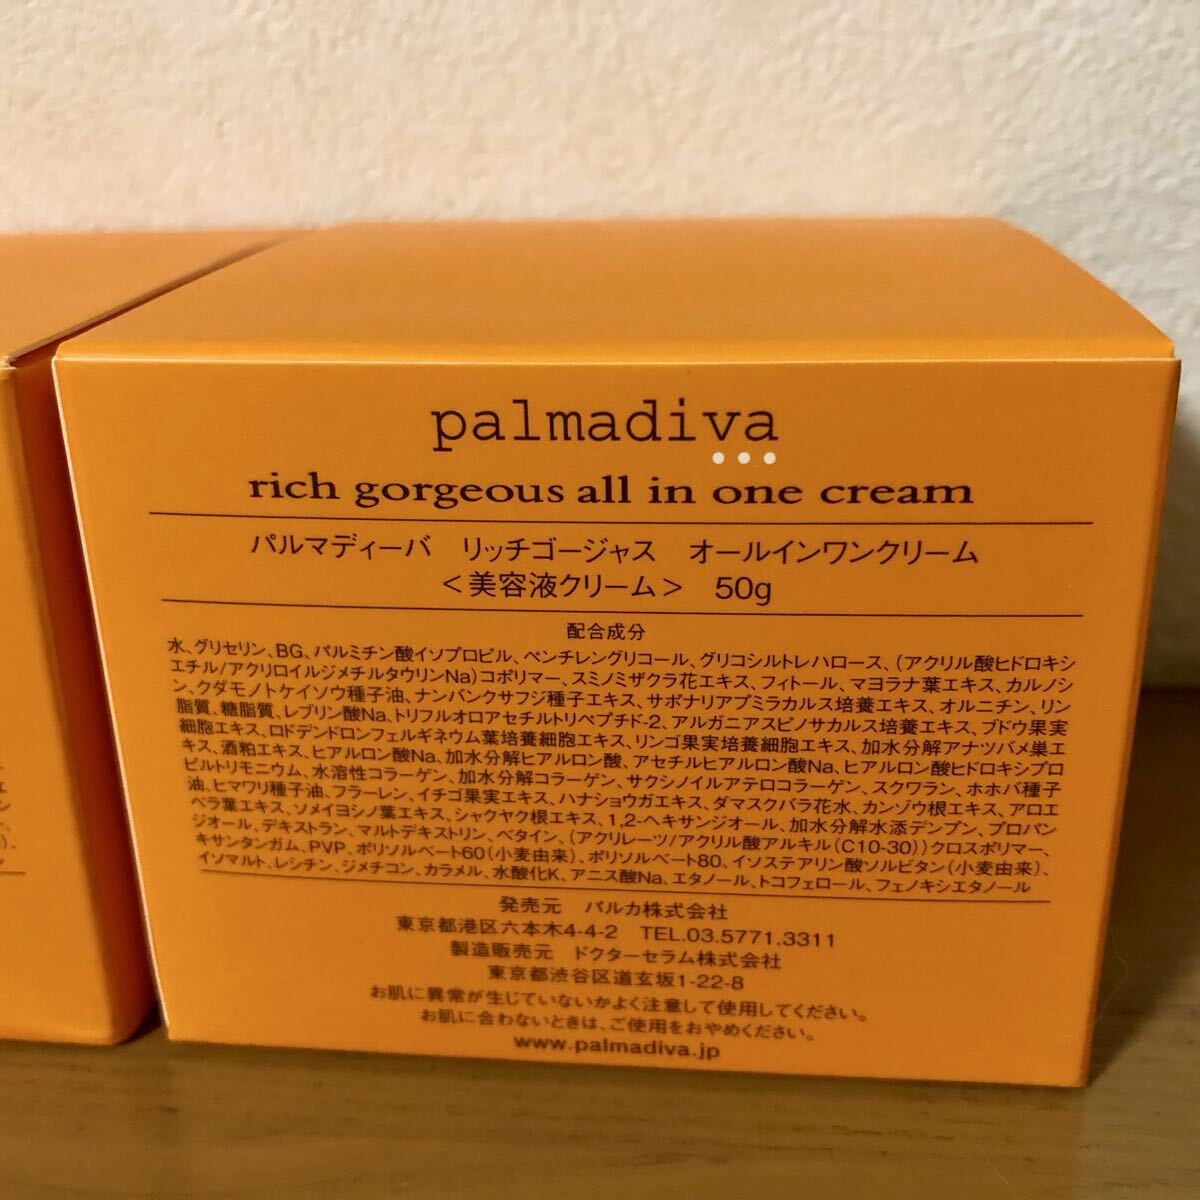 palmadiva
rich gorgeous all in one cream
パルマディーバ　リッチゴージャス　オールインワンクリーム
＜美容液クリーム＞　50g
配合成分
水、グリセリン、BG、パルミチン酸イソプロピル、ペンチレングリコール、グリコシルトレハロース、(アクリル酸ヒドロキシ
エチル/アクリロイルジメチルタウリンNa)コポリマー、スミノミザクラ花エキス、フィトール、マヨラナ葉エキス、カルノシ
ン、クダモノトケイソウ種子油、ナンバンクサフジ種子エキス、サポナリアプミラカルス培養エキス、オルニチン、リン
脂質、糖脂質、レブリン酸Na、トリフルオロアセチルトリペプチド-2、アルガニアスピノサカルス培養エキス、ブドウ果実
細胞エキス、ロドデンドロンフェルギネウム葉培養細胞エキス、リンゴ果実培養細胞エキス、加水分解アナツバメ巣エ
キス、酒粕エキス、ヒアルロン酸Na、加水分解ヒアルロン酸、アセチルヒアルロン酸Na、ヒアルロン酸ヒドロキシプロ
ピルトリモニウム、水溶性コラーゲン、加水分解コラーゲン、サクシノイルアテロコラーゲン、スクワラン、ホホバ種子
油、ヒマワリ種子油、フラーレン、イチゴ果実エキス、ハナショウガエキス、ダマスクバラ花水、カンゾウ根エキス、アロエ
ベラ葉エキス、ソメイヨシノ葉エキス、シャクヤク根エキス、1,2-ヘキサンジオール、加水分解水添デンプン、プロパン
ジオール、デキストラン、マルトデキストリン、ベタイン、(アクリレーツ/アクリル酸アルキル(C10-30))クロスポリマー、
キサンタンガム、PVP、ポリソルベート60(小麦由来)、ポリソルベート80、イソステアリン酸ソルビタン(小麦由来)、
イソマルト、レシチン、ジメチコン、カラメル、水酸化K、アニス酸Na、エタノール、トコフェロール、フェノキシエタノール
発売元　パルカ株式会社
東京都港区六本木4-4-2　TEL.03.5771.3311
製造販売元　ドクターセラム株式会社
東京都渋谷区道玄坂1-22-8
お肌に異常が生じていないかよく注意して使用してください。
お肌に合わないときは、ご使用をおやめください。
www.palmadiva.jp